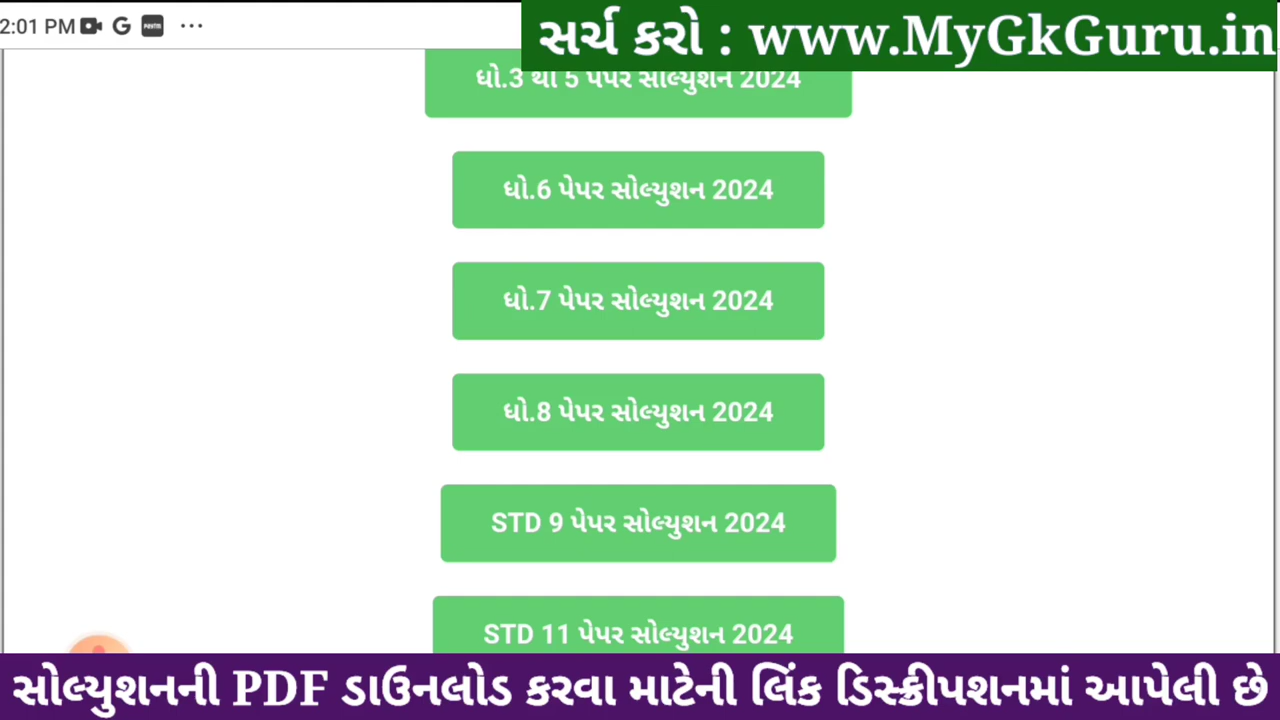 2:01 PM
સર્ચ કરો : www.MyGkGuru.in
ધો.3 થી 5 પેપર સોલ્યુશન 2024
ધો.6 પેપર સોલ્યુશન 2024
ધો.7 પેપર સોલ્યુશન 2024
ધો.8 પેપર સોલ્યુશન 2024
STD 9 પેપર સોલ્યુશન 2024
STD 11 પેપર સોલ્યુશન 2024
સોલ્યુશનની PDF ડાઉનલોડ કરવા માટેની લિંક ડિસ્ક્રીપશનમાં આપેલી છે